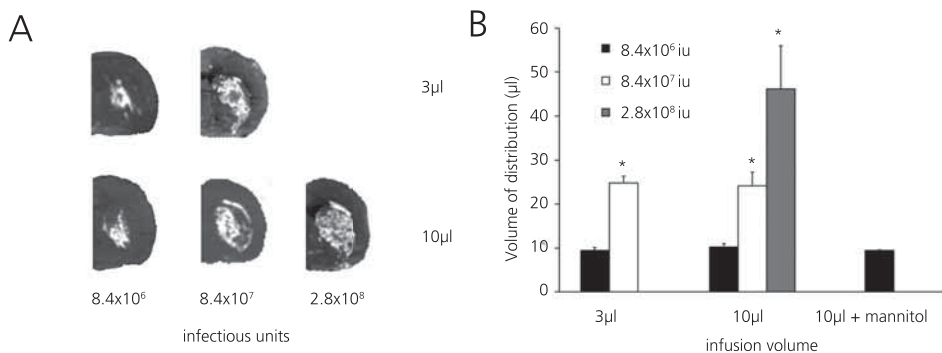 A
3µl
10µl
8.4x10⁶ 8.4x10⁷ 2.8x10⁸
infectious units
B
Volume of distribution (µl)
60
50
40
30
20
10
0
8.4x10⁶ iu
8.4x10⁷ iu
2.8x10⁸ iu
*
*
*
3µl 10µl 10µl + mannitol
infusion volume